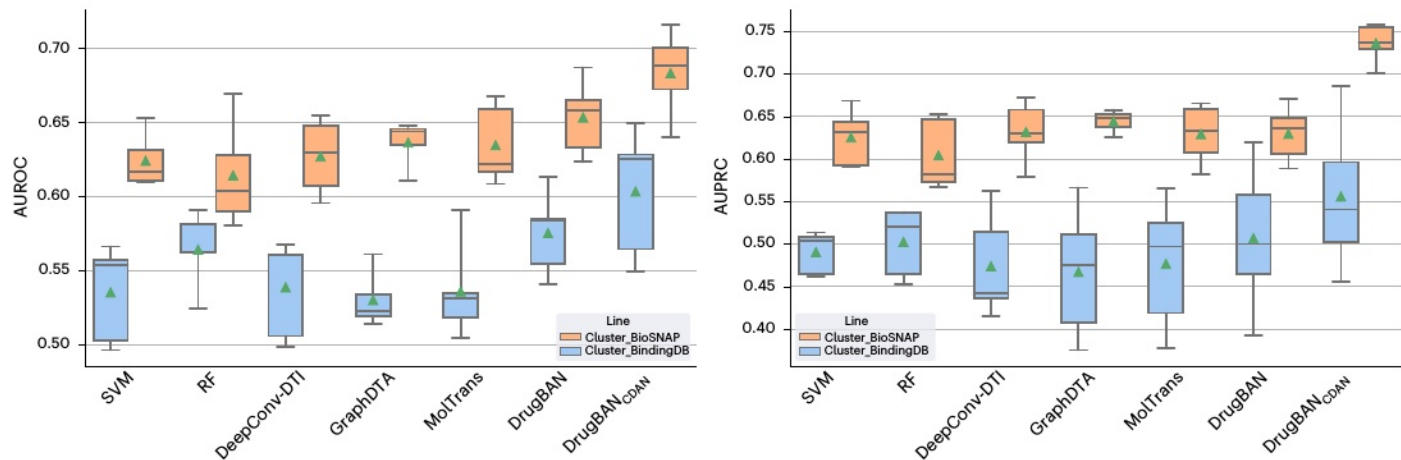 AUROC
0.70
0.65
0.60
0.55
0.50
SVM
RF
DeepConv-DTI
GraphDTA
MolTrans
DrugBAN
DrugBAN_CDAN
Line
Cluster_BioSNAP
Cluster_BindingDB
AUPRC
0.75
0.70
0.65
0.60
0.55
0.50
0.45
0.40
SVM
RF
DeepConv-DTI
GraphDTA
MolTrans
DrugBAN
DrugBAN_CDAN
Line
Cluster_BioSNAP
Cluster_BindingDB